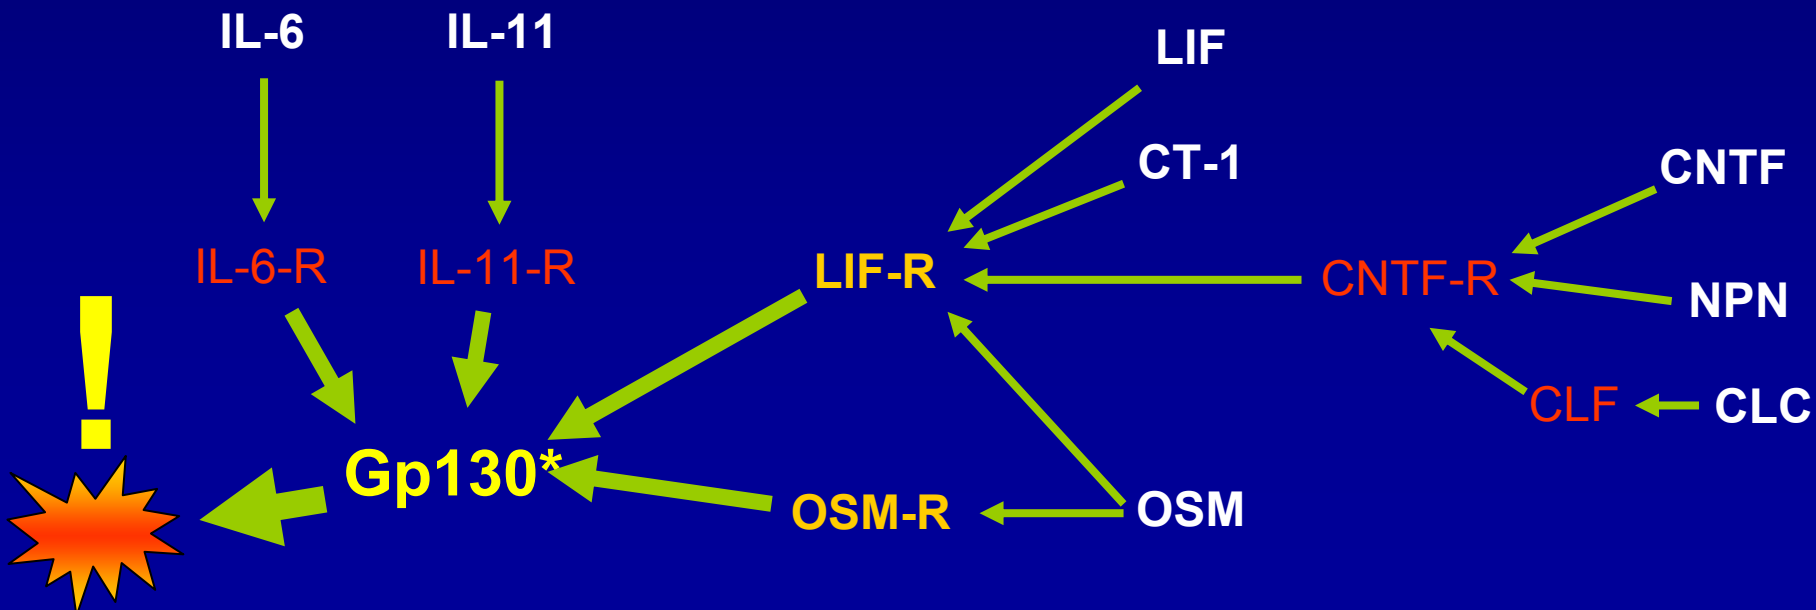 IL-6
IL-11
LIF
CT-1
CNTF
IL-6-R
IL-11-R
LIF-R
CNTF-R
NPN
!
CLF
CLC
Gp130*
OSM-R
OSM